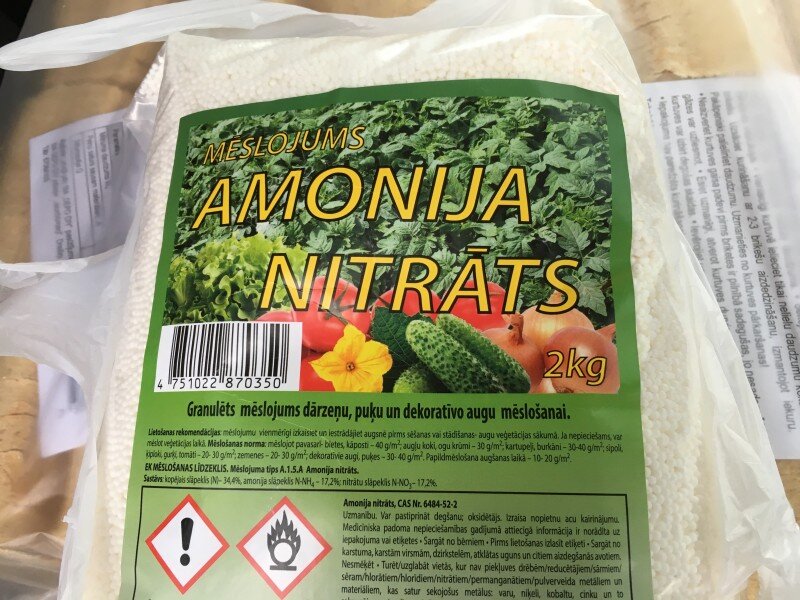 MĒSLOJUMS
AMONIJA
NITRĀTS
2kg
4 751022 870350
Granulēts mēslojums dārzeņu, puķu un dekoratīvo augu mēslošanai.
Lietošanas rekomendācijas: mēslojumu vienmērīgi izkaisiet un iestrādājiet augsnē pirms sēšanas vai stādīšanas- augu veģetācijas sākumā. Ja nepieciešams, var
mēslot veģetācijas laikā. Mēslošanas norma: mēslojot pavasarī- bietes, kāposti – 40 g/m²; augļu koki, ogu krūmi – 30 g/m²; kartupeļi, burkāni – 30-40 g/m²; sīpoli,
ķiploki, gurķi, tomāti – 20- 30 g/m²; zemenes – 20- 30 g/m²; dekoratīvie augi, puķes – 30- 40 g/m². Papildmēslošana augšanas laikā – 10- 20 g/m².
EK MĒSLOŠANAS LĪDZEKLIS. Mēslojuma tips A.1.5.A Amonija nitrāts.
Sastāvs: kopējais slāpeklis (N)– 34,4%, amonija slāpeklis N-NH₄ – 17,2%; nitrātu slāpeklis N-NO₃– 17,2%.
Amonija nitrāts, CAS Nr. 6484-52-2
Uzmanību. Var pastiprināt degšanu; oksidētājs. Izraisa nopietnu acu kairinājumu.
Medicīniska padoma nepieciešamības gadījumā attiecīgā informācija ir norādīta uz
iepakojuma vai etiķetes • Sargāt no bērniem • Pirms lietošanas izlasīt etiķeti • Sargāt no
karstuma, karstām virsmām, dzirkstelēm, atklātas uguns un citiem aizdegšanās avotiem.
Nesmēķēt • Turēt/uzglabāt vietās, kur nav piekļuves drēbēm/reducētājiem/sārmiem/
sēram/hlorātiem/hlorīdiem/nitrātiem/permanganātiem/pulverveida metāliem un
materiāliem, kas satur sekojošus metālus: varu, niķeli, kobaltu, cinku un to